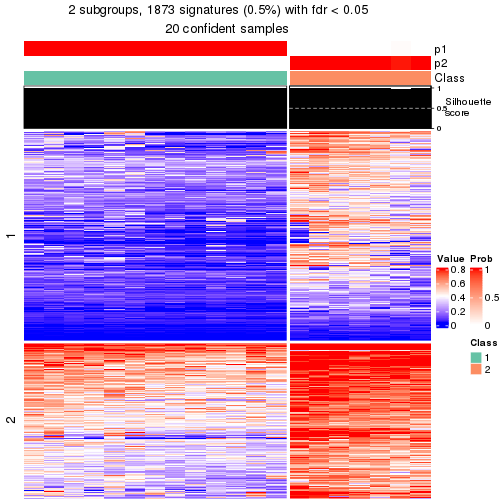 2 subgroups, 1873 signatures (0.5%) with fdr < 0.05
20 confident samples
p1
p2
Class
1
0.5
0
Silhouette
score
1
2
Value
0.8
0.6
0.4
0.2
0
Prob
1
0.5
0
Class
1
2